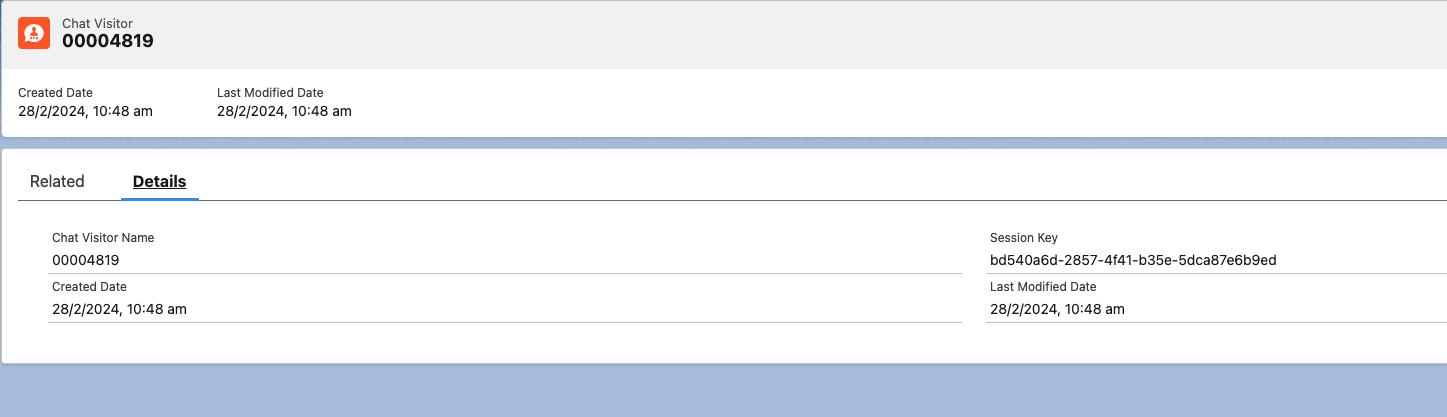 Chat Visitor
00004819
Created Date
Last Modified Date
28/2/2024, 10:48 am
28/2/2024, 10:48 am
Related
Details
Chat Visitor Name
Session Key
00004819
bd540a6d-2857-4f41-b35e-5dca87e6b9ed
Created Date
Last Modified Date
28/2/2024, 10:48 am
28/2/2024, 10:48 am